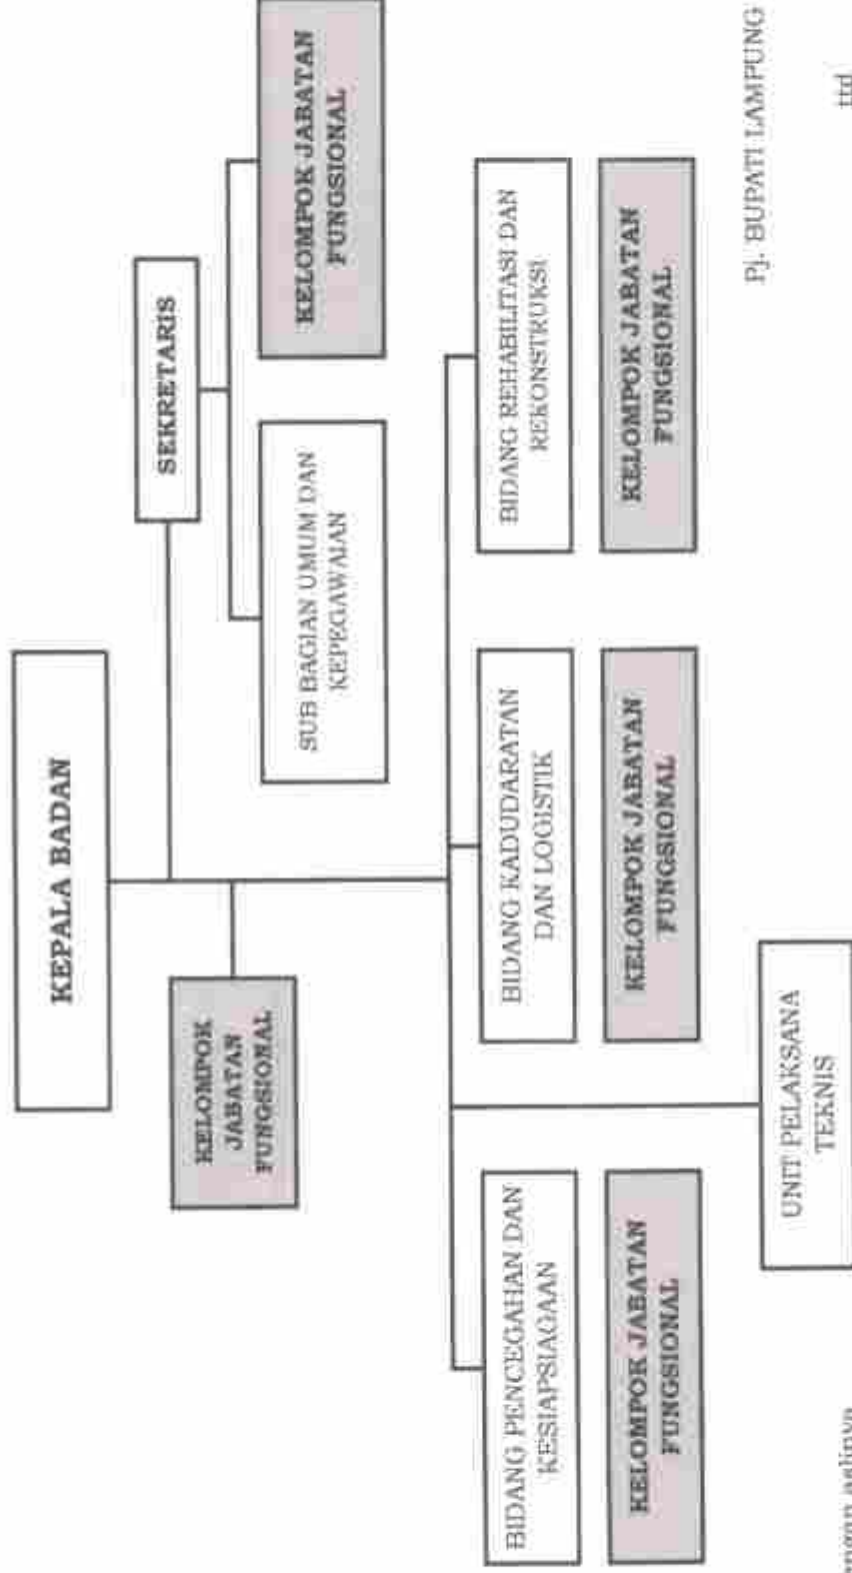 KEPALA BADAN
SEKRETARIS
KELOMPOK
JABATAN
FUNGSIONAL
SUB BAGIAN UMUM DAN
KEPEGAWAIAN
KELOMPOK JABATAN
FUNGSIONAL
BIDANG PENCEGAHAN DAN
KESIAPSIAGAAN
BIDANG KADUDARATAN
DAN LOGISTIK
BIDANG REHABILITASI DAN
REKONSTRUKSI
KELOMPOK JABATAN
FUNGSIONAL
KELOMPOK JABATAN
FUNGSIONAL
KELOMPOK JABATAN
FUNGSIONAL
UNIT PELAKSANA
TEKNIS
Pj. BUPATI LAMPUNG
ttd
aslinya